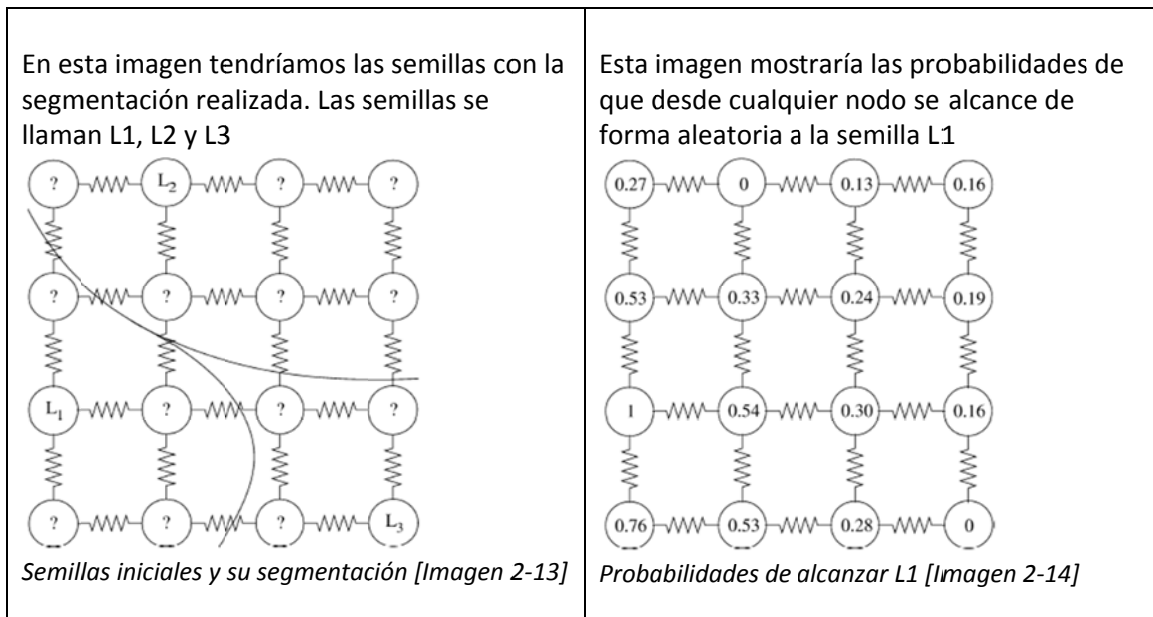 En esta imagen tendríamos las semillas con la
segmentación realizada. Las semillas se
llaman L1, L2 y L3
? L2 ? ?
? ? ? ?
L1 ? ? ?
? ? ? L3
Semillas iniciales y su segmentación [Imagen 2-13]
Esta imagen mostraría las probabilidades de
que desde cualquier nodo se alcance de
forma aleatoria a la semilla L1
0.27 0 0.13 0.16
0.53 0.33 0.24 0.19
1 0.54 0.30 0.16
0.76 0.53 0.28 0
Probabilidades de alcanzar L1 [Imagen 2-14]